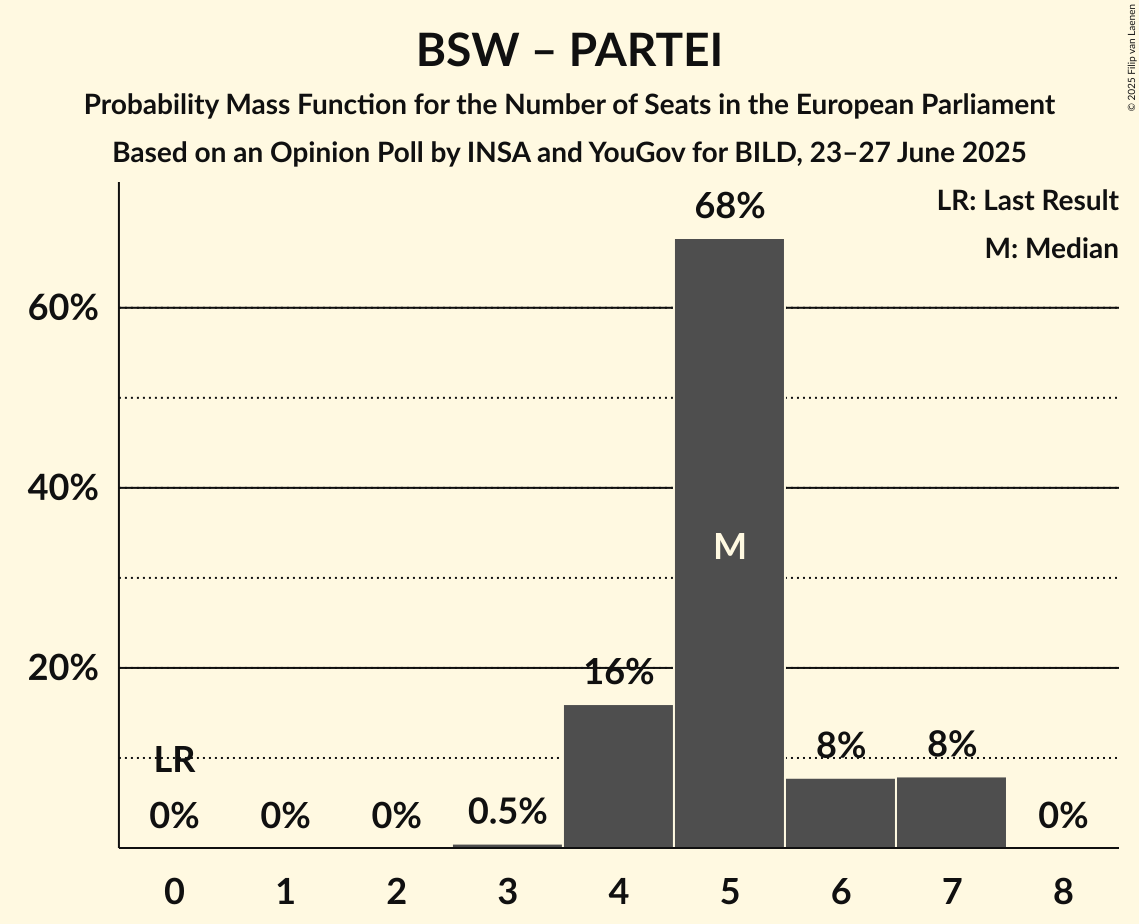 BSW – PARTEI
Probability Mass Function for the Number of Seats in the European Parliament
Based on an Opinion Poll by INSA and YouGov for BILD, 23–27 June 2025
© 2025 Filip van Laenen
LR: Last Result
M: Median
68%
60%
40%
M
20%
16%
LR
8%
8%
0%
0%
0%
0.5%
0%
0 1 2 3 4 5 6 7 8